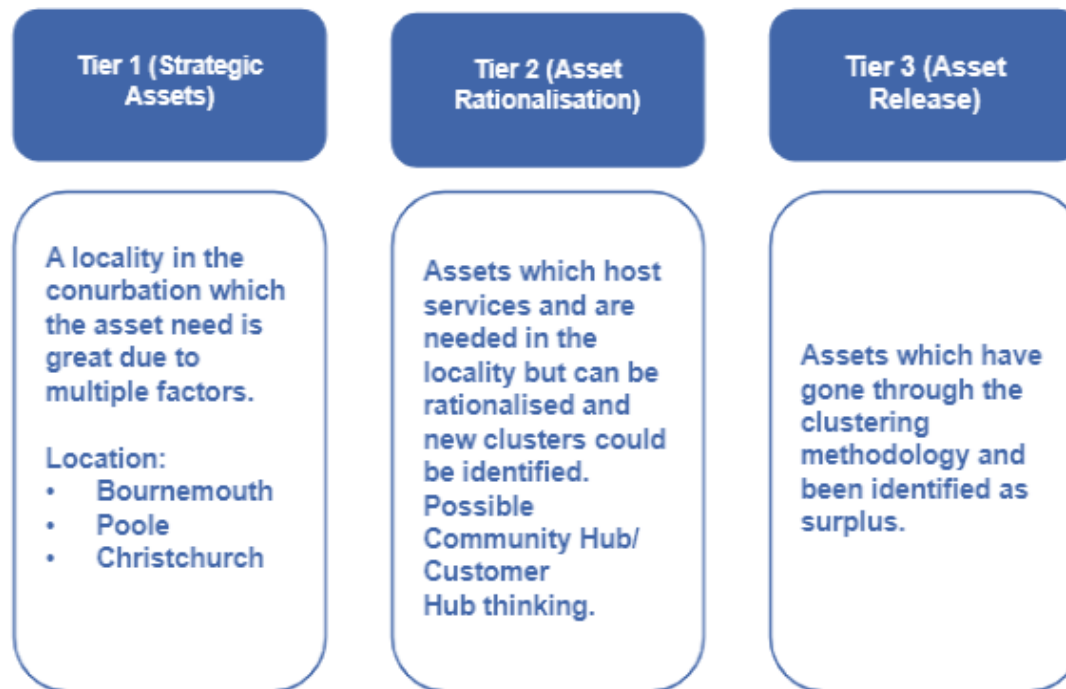 Tier 1 (Strategic
Assets)
A locality in the
conurbation which
the asset need is
great due to
multiple factors.
Location:
• Bournemouth
• Poole
• Christchurch
Tier 2 (Asset
Rationalisation)
Assets which host
services and are
needed in the
locality but can be
rationalised and
new clusters could
be identified.
Possible
Community Hub/
Customer
Hub thinking.
Tier 3 (Asset
Release)
Assets which have
gone through the
clustering
methodology and
been identified as
surplus.